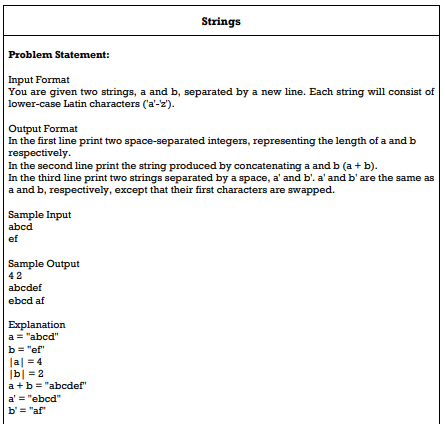 Strings
Problem Statement:
Input Format
You are given two strings, a and b, separated by a new line. Each string will consist of
lower-case Latin characters ('a'-'z').
Output Format
In the first line print two space-separated integers, representing the length of a and b
respectively.
In the second line print the string produced by concatenating a and b (a + b).
In the third line print two strings separated by a space, a' and b'. a' and b' are the same as
a and b, respectively, except that their first characters are swapped.
Sample Input
abcd
ef
Sample Output
4 2
abcdef
ebcd af
Explanation
a = "abcd"
b = "ef"
|a| = 4
|b| = 2
a + b = "abcdef"
a' = "ebcd"
b' = "af"